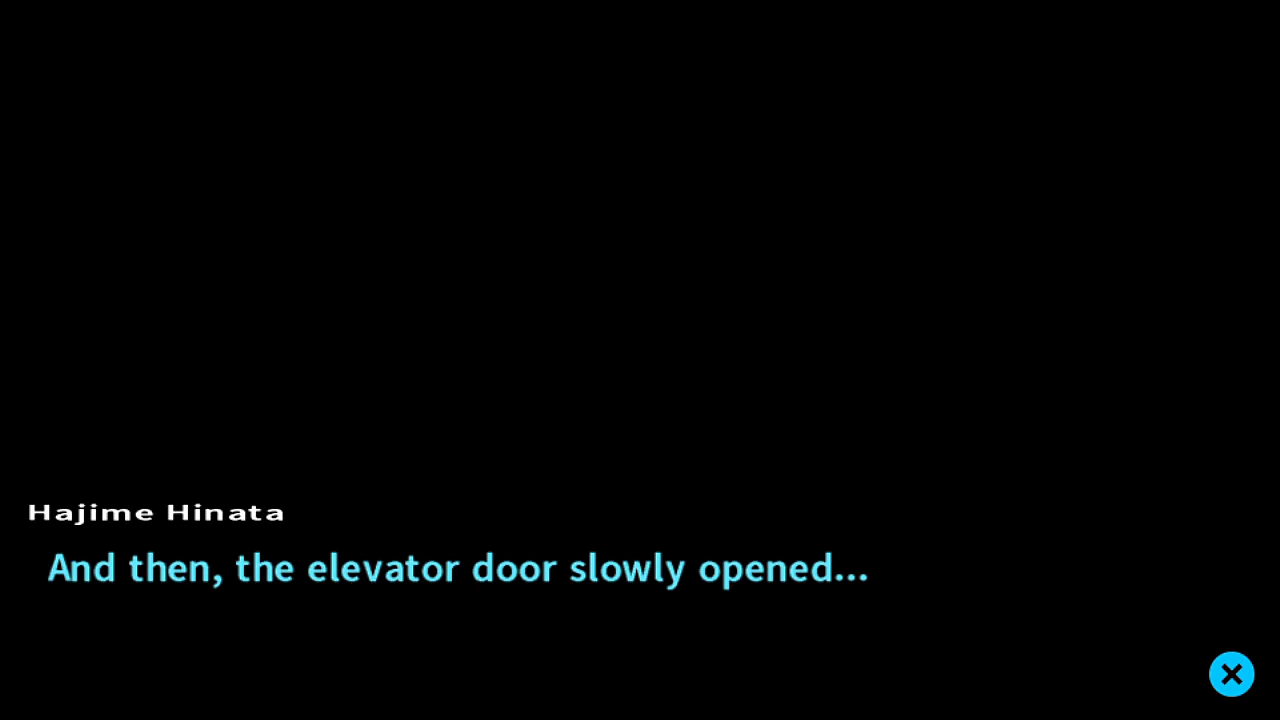 Hajime Hinata
And then, the elevator door slowly opened...